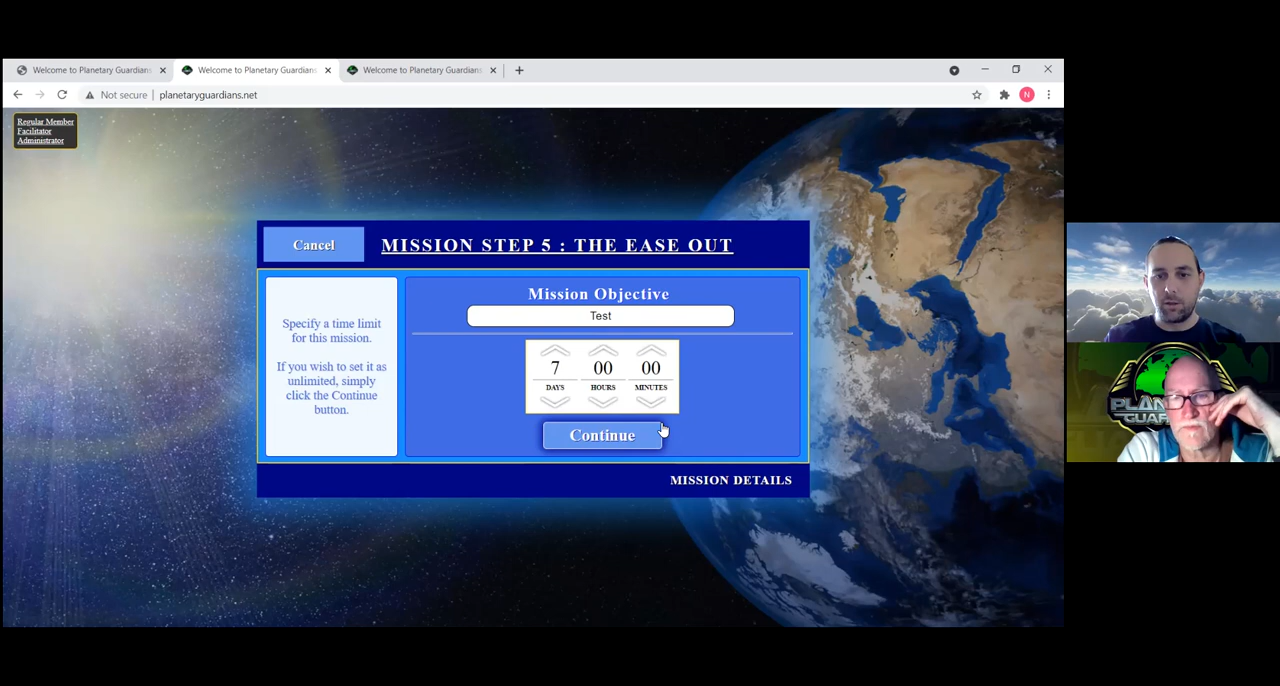 Welcome to Planetary Guardians
Welcome to Planetary Guardians
Welcome to Planetary Guardians
Not secure | planetaryguardians.net
N
Regular Member
Facilitator
Administrator
Cancel
MISSION STEP 5 : THE EASE OUT
Specify a time limit
for this mission.
If you wish to set it as
unlimited, simply
click the Continue
button.
Mission Objective
Test
7 00 00
DAYS HOURS MINUTES
Continue
MISSION DETAILS